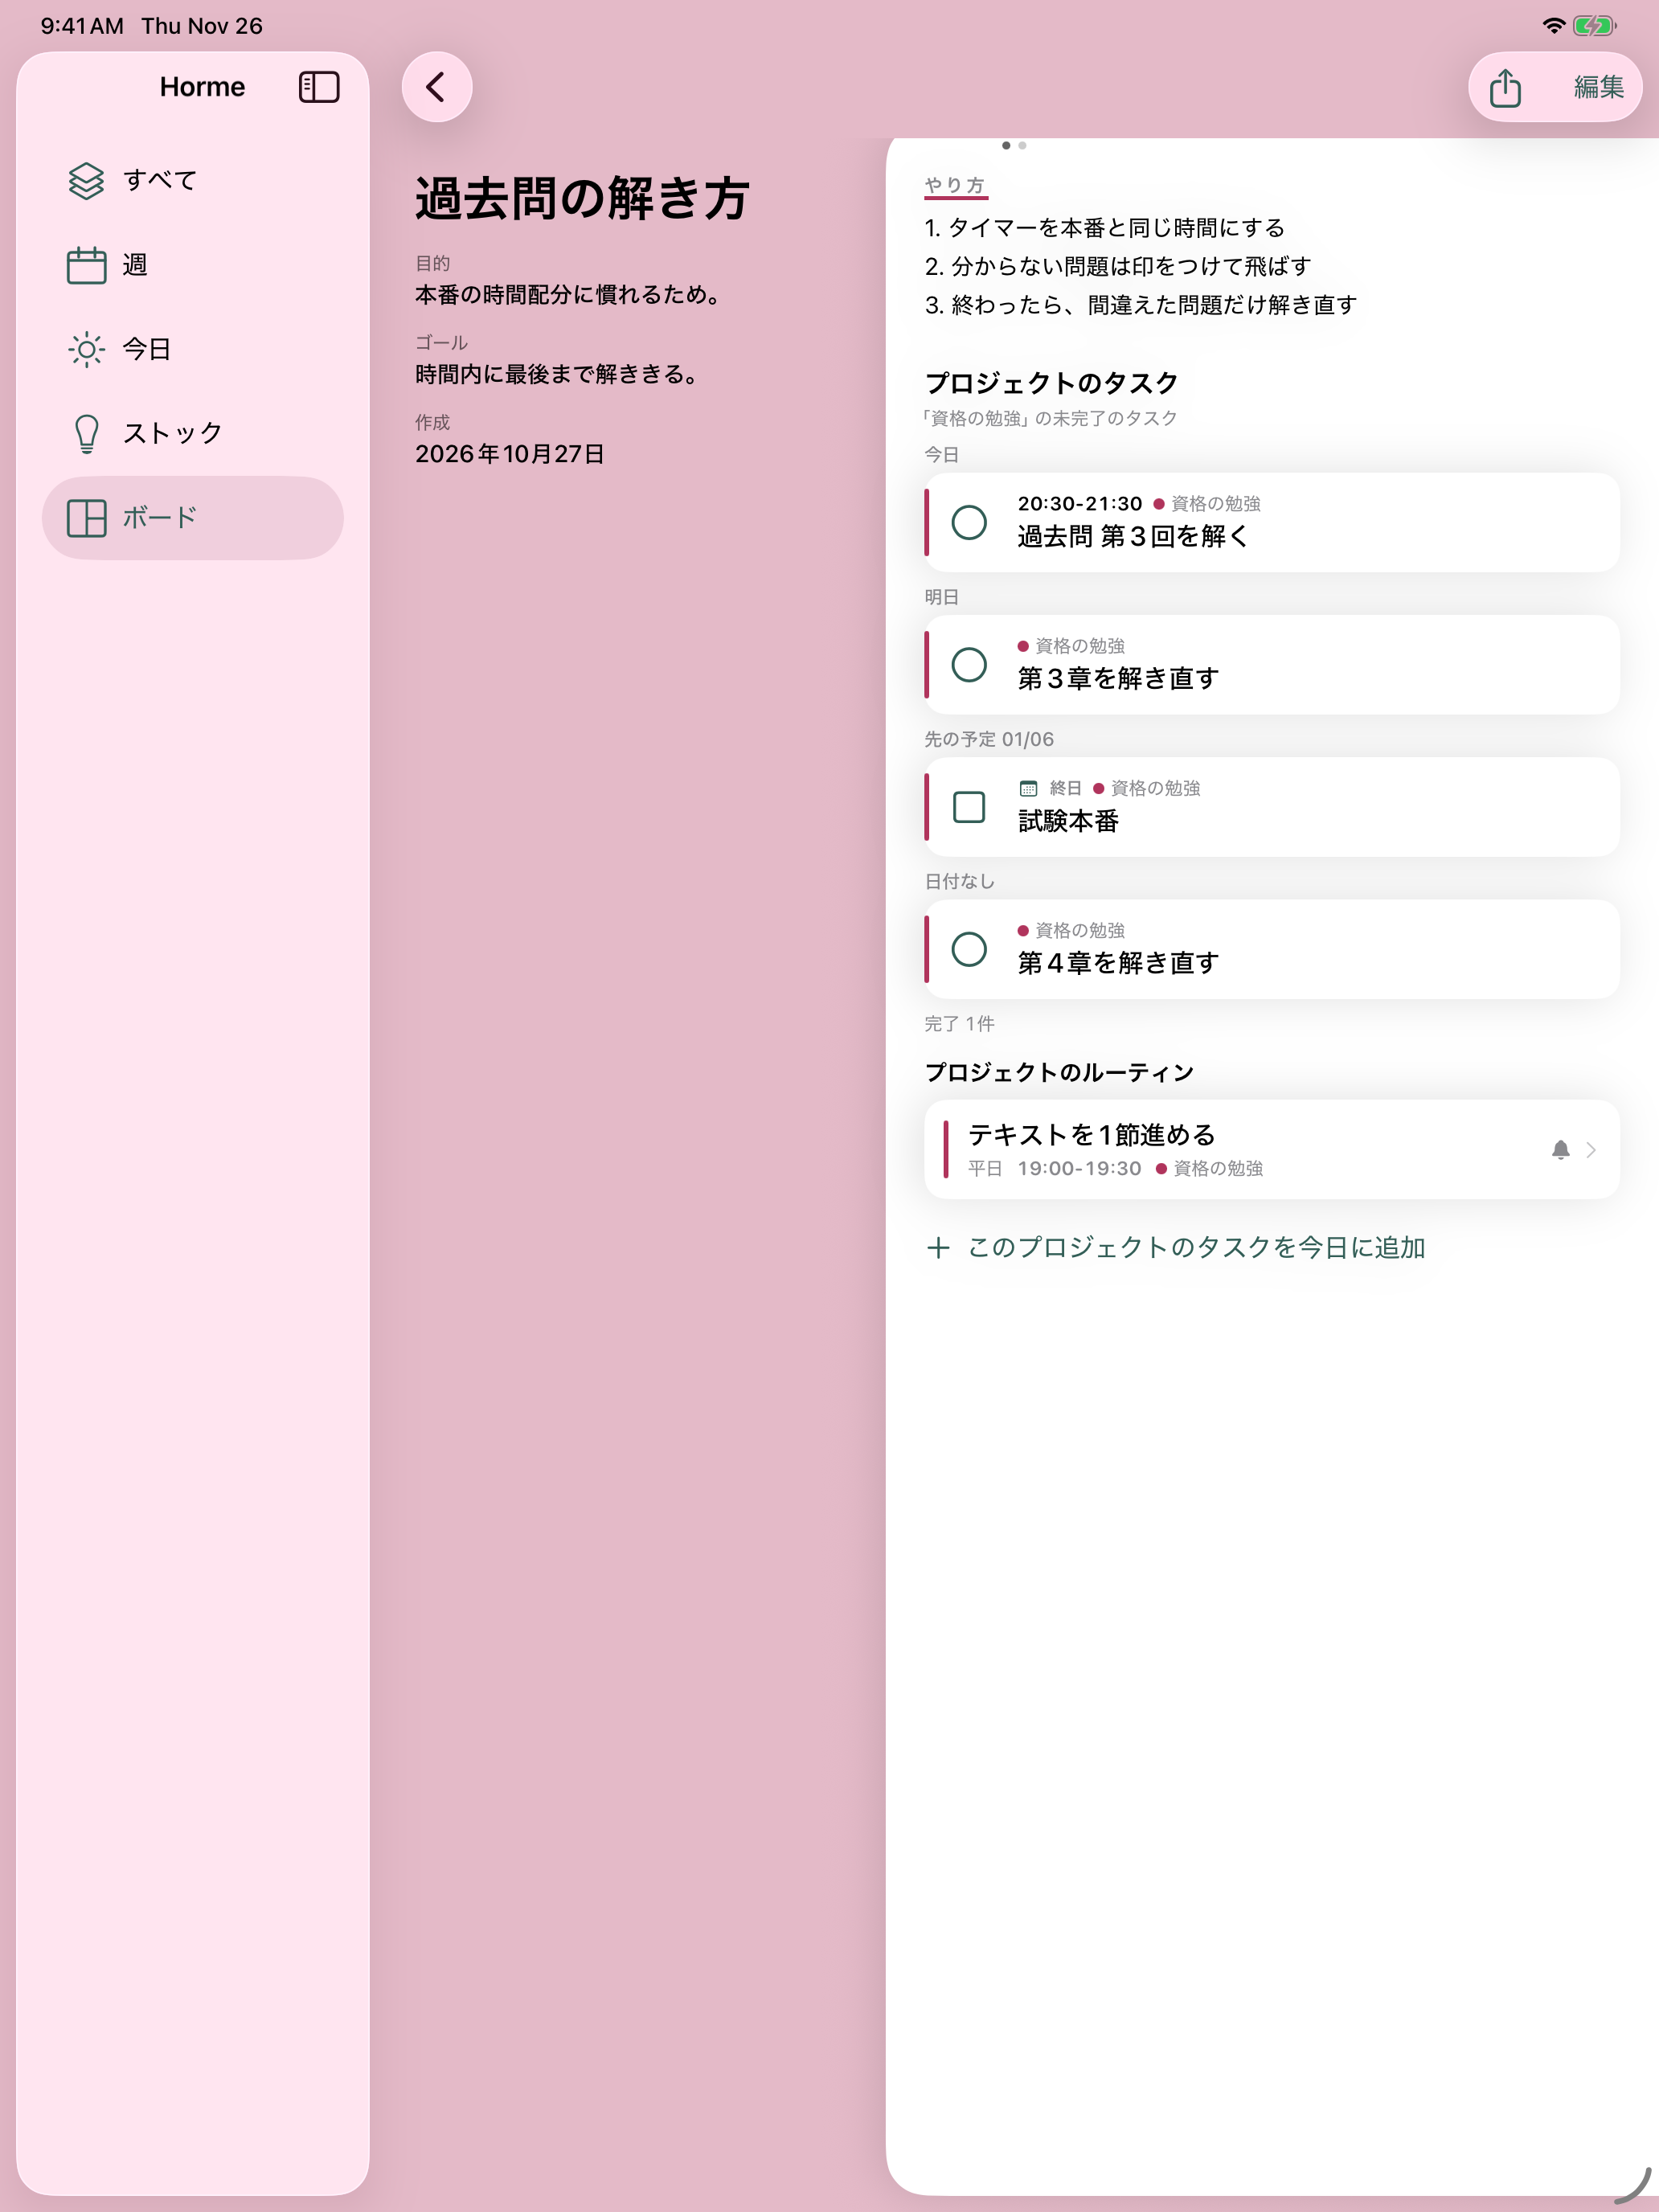 9:41 AM Thu Nov 26
Horme
編集
すべて
週
今日
ストック
ボード
過去問の解き方
目的
本番の時間配分に慣れるため。
ゴール
時間内に最後まで解ききる。
作成
2026年10月27日
やり方
1. タイマーを本番と同じ時間にする
2. 分からない問題は印をつけて飛ばす
3. 終わったら、間違えた問題だけ解き直す
プロジェクトのタスク
「資格の勉強」の未完了のタスク
今日
20:30-21:30 資格の勉強
過去問 第3回を解く
明日
資格の勉強
第3章を解き直す
先の予定 01/06
終日 資格の勉強
試験本番
日付なし
資格の勉強
第4章を解き直す
完了 1件
プロジェクトのルーティン
テキストを1節進める
平日 19:00-19:30 資格の勉強
このプロジェクトのタスクを今日に追加